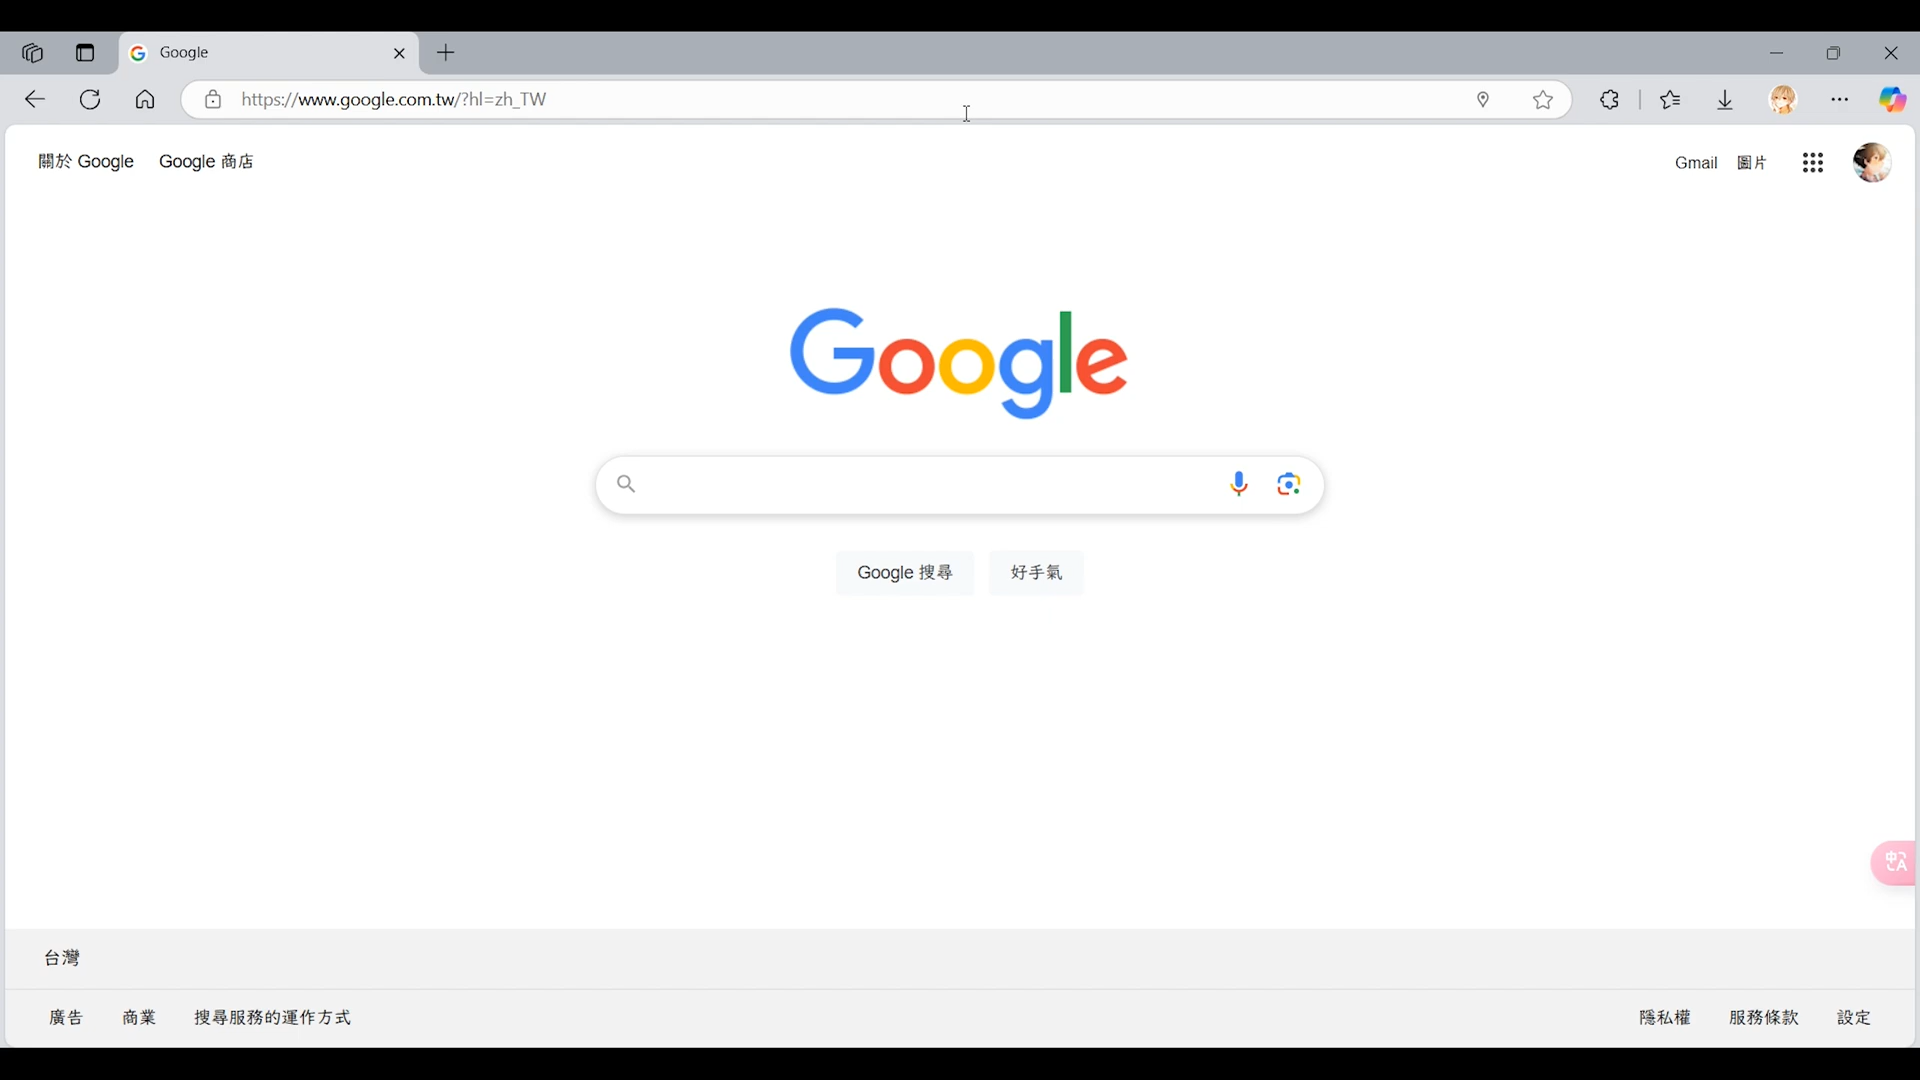 Google
https://www.google.com.tw/?hl=zh_TW
關於 Google Google 商店
Gmail 圖片
Google
Google 搜尋 好手氣
中A
台灣
廣告 商業 搜尋服務的運作方式
隱私權 服務條款 設定